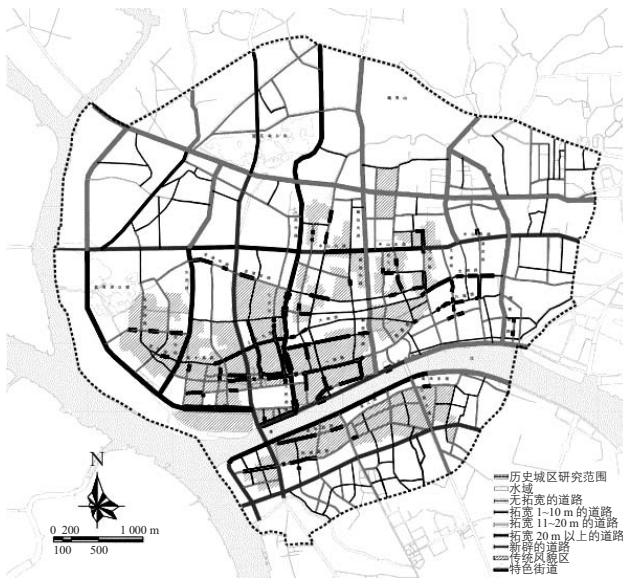 N
0 200 1 000 m
100 500
历史城区研究范围
水域
无拓宽的道路
拓宽 1~10 m 的道路
拓宽 11~20 m 的道路
拓宽 20 m 以上的道路
新辟的道路
传统风貌区
特色街道